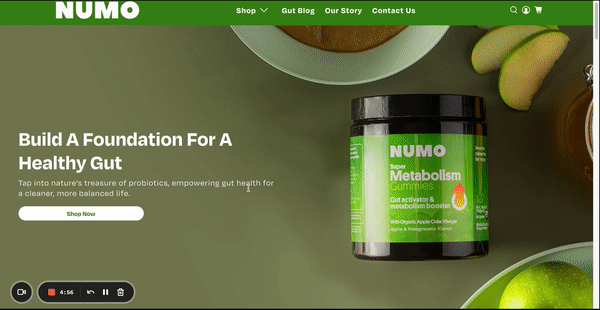 NUMO
Shop Gut Blog Our Story Contact Us
Build A Foundation For A
Healthy Gut
Tap into nature's treasure of probiotics, empowering gut health for
a cleaner, more balanced life.
Shop Now
NUMO
Super
Metabolism
Gummies
Gut activator &
metabolism booster
With Organic Apple Cider Vinegar
Apple & Pomegranate Flavor
4:56